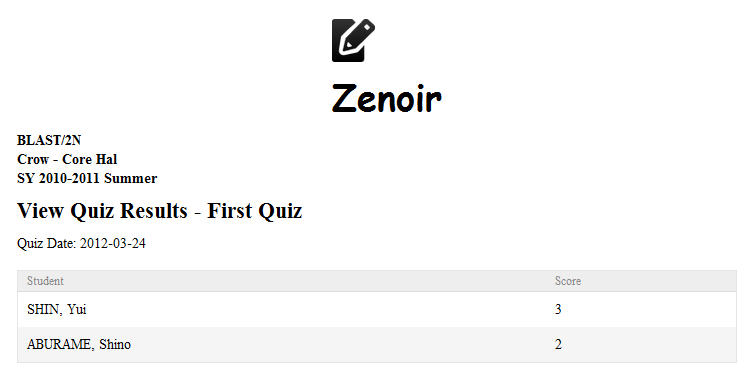 Zenoir
BLAST/2N
Crow - Core Hal
SY 2010-2011 Summer
View Quiz Results - First Quiz
Quiz Date: 2012-03-24
Student Score
SHIN, Yui 3
ABURAME, Shino 2